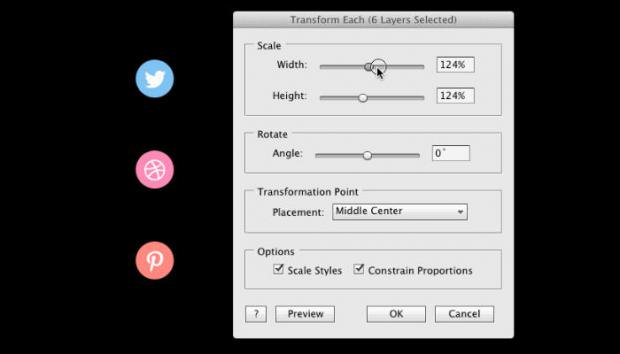 Transform Each (6 Layers Selected)
Scale
Width: 124%
Height: 124%
Rotate
Angle: 0°
Transformation Point
Placement: Middle Center
Options
Scale Styles Constrain Proportions
? Preview OK Cancel